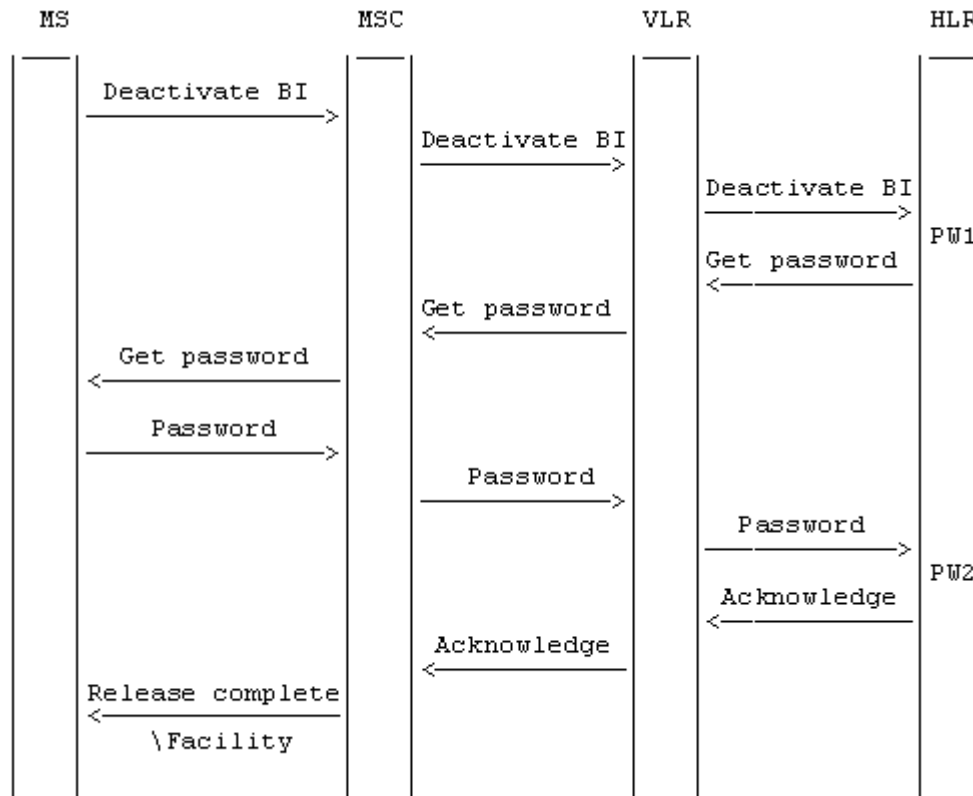 MS MSC VLR HLR
Deactivate BI
Deactivate BI
Deactivate BI
PW1
Get password
Get password
Get password
Password
Password
Password
PW2
Acknowledge
Acknowledge
Release complete
\Facility